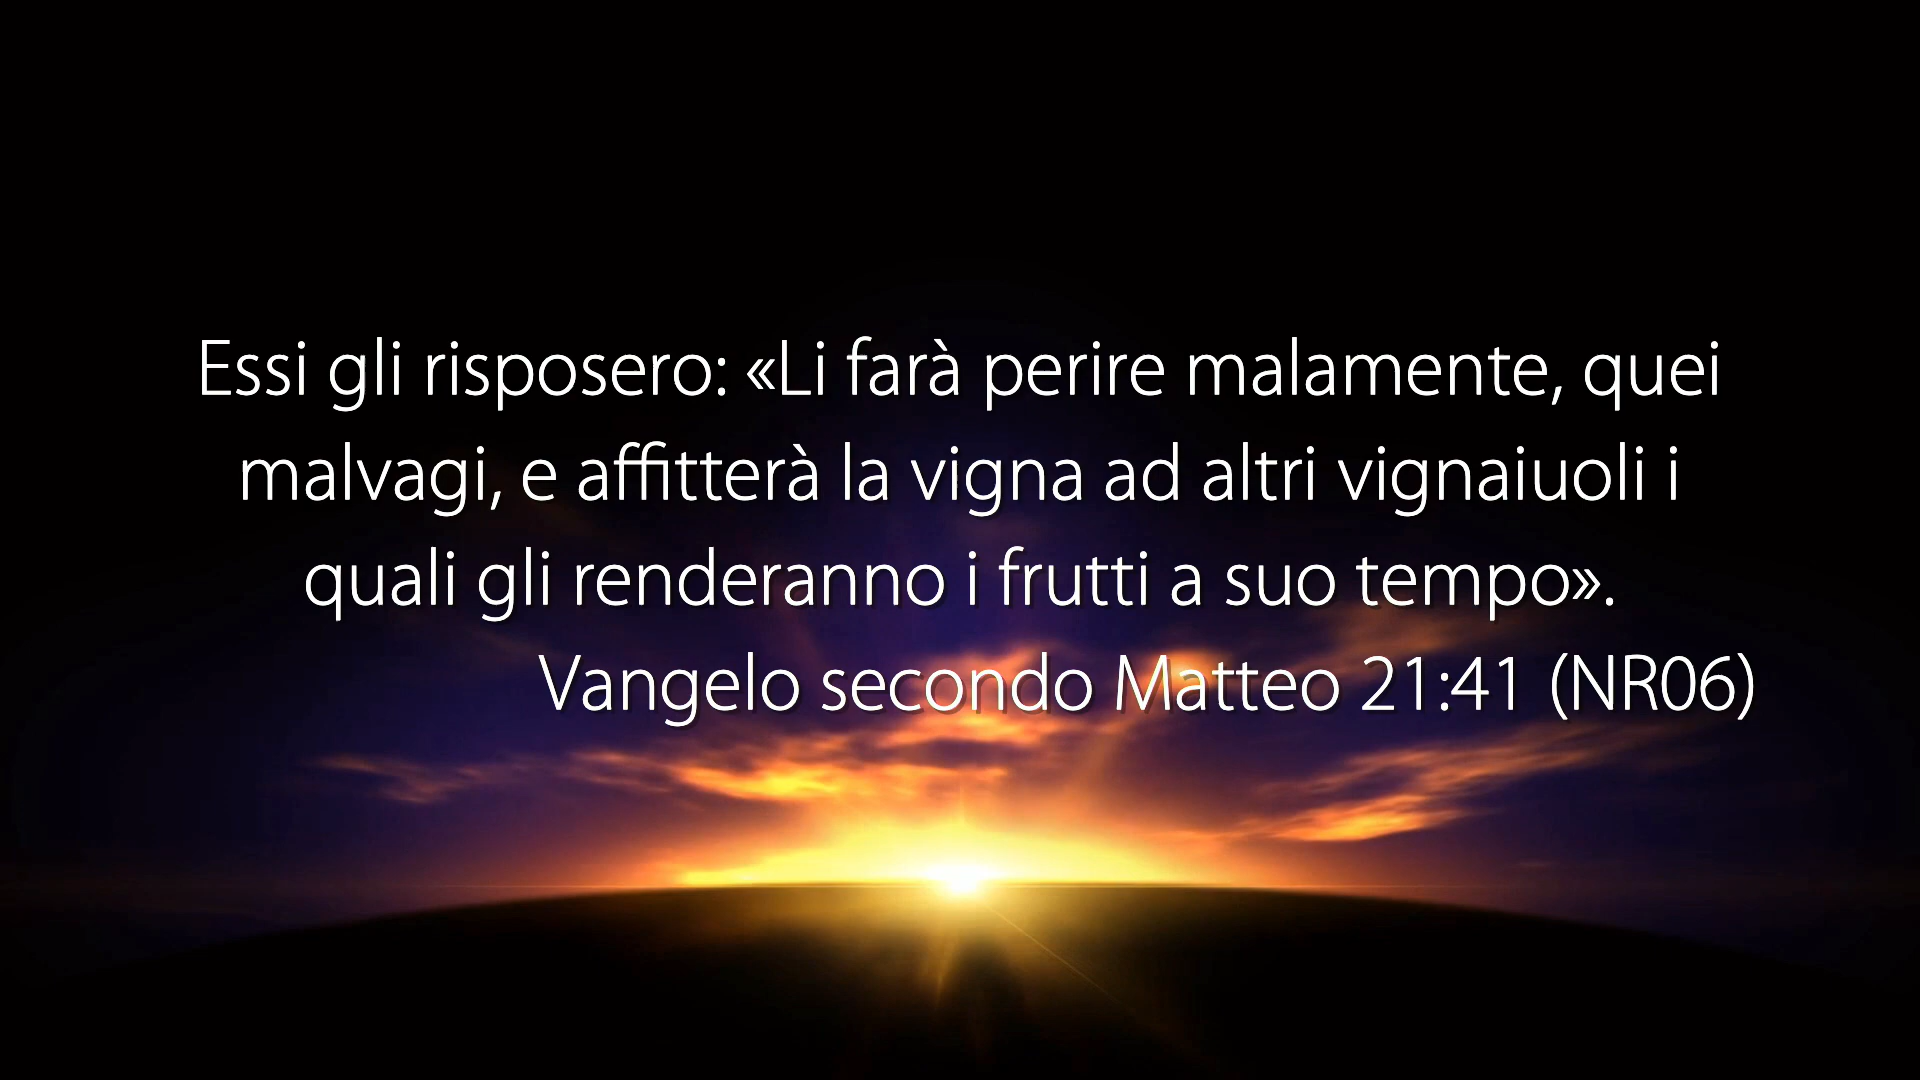 Essi gli risposero: «Li farà perire malamente, quei
malvagi, e affitterà la vigna ad altri vignaiuoli i
quali gli renderanno i frutti a suo tempo».
Vangelo secondo Matteo 21:41 (NR06)